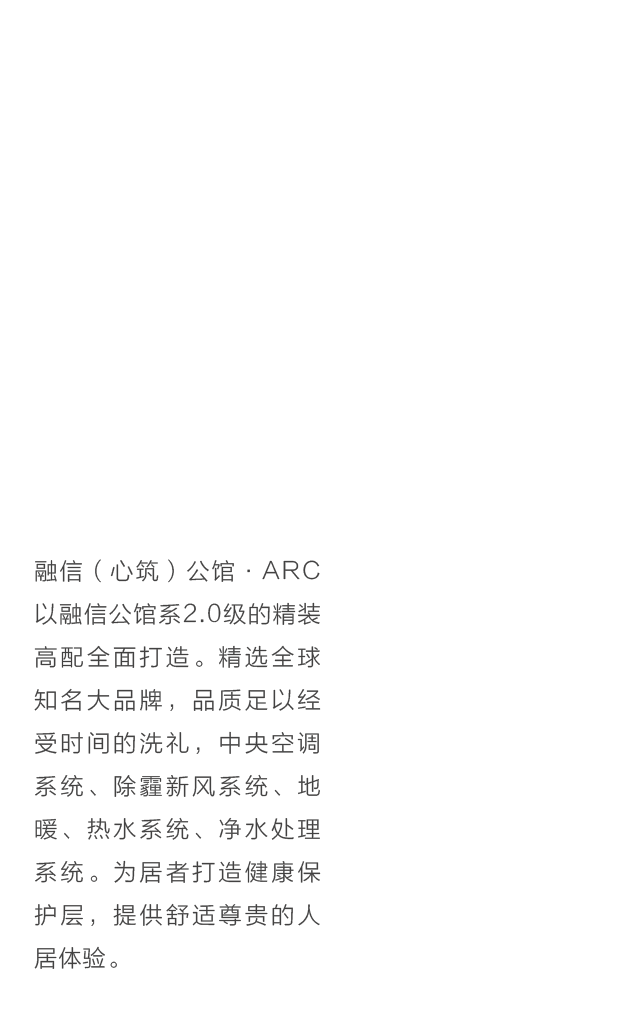 融信（心筑）公馆·ARC
以融信公馆系2.0级的精装
高配全面打造。精选全球
知名大品牌，品质足以经
受时间的洗礼，中央空调
系统、除霾新风系统、地
暖、热水系统、净水处理
系统。为居者打造健康保
护层，提供舒适尊贵的人
居体验。